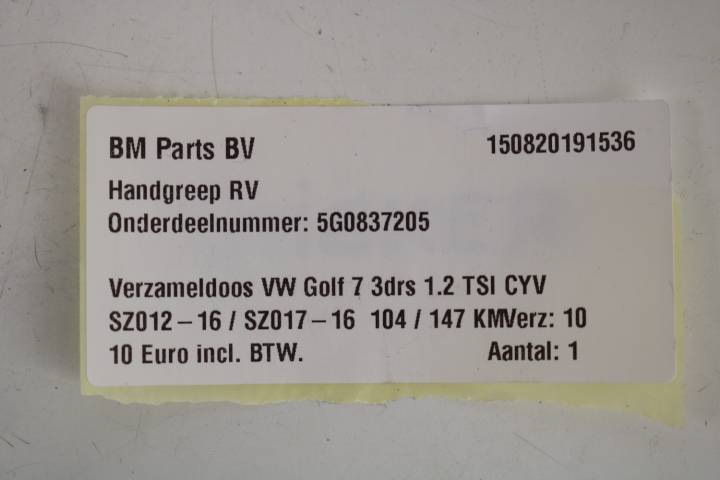 BM Parts BV 150820191536
Handgreep RV
Onderdeelnummer: 5G0837205
Verzameldoos VW Golf 7 3drs 1.2 TSI CYV
SZ012-16 / SZ017-16 104 / 147 KMVerz: 10
10 Euro incl. BTW. Aantal: 1